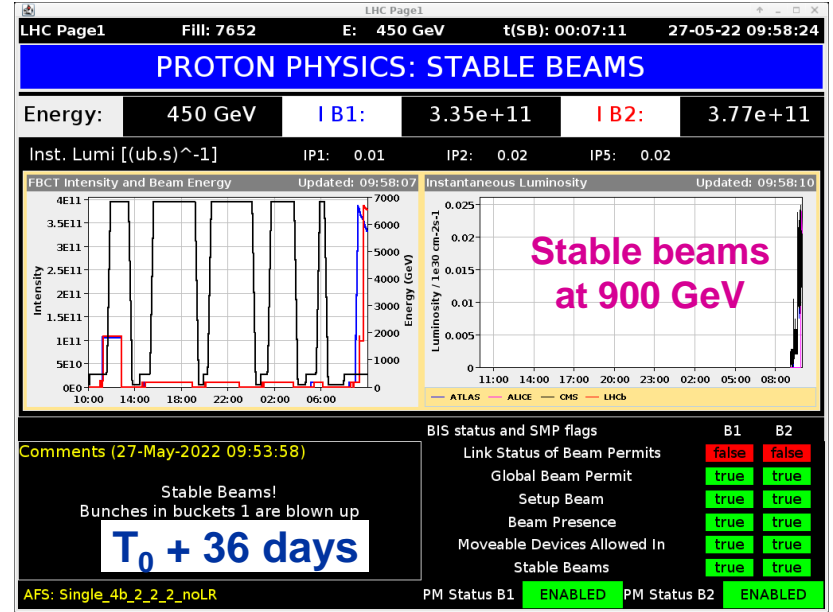 LHC Page1
LHC Page1 Fill: 7652 E: 450 GeV t(SB): 00:07:11 27-05-22 09:58:24
PROTON PHYSICS: STABLE BEAMS
Energy: 450 GeV I B1: 3.35e+11 I B2: 3.77e+11
Inst. Lumi [(ub.s)^-1] IP1: 0.01 IP2: 0.02 IP5: 0.02
FBCT Intensity and Beam Energy Updated: 09:58:07
4E11
3.5E11
3E11
2.5E11
2E11
1.5E11
1E11
5E10
0E0
Intensity
7000
6000
5000
4000
3000
2000
1000
0
Energy (GeV)
10:00 14:00 18:00 22:00 02:00 06:00
Instantaneous Luminosity Updated: 09:58:10
0.025
0.02
0.015
0.01
0.005
0
Luminosity / 1e30 cm-2s-1
Stable beams
at 900 GeV
11:00 14:00 17:00 20:00 23:00 02:00 05:00 08:00
ATLAS ALICE CMS LHCb
Comments (27-May-2022 09:53:58)
Stable Beams!
Bunches in buckets 1 are blown up
T0 + 36 days
BIS status and SMP flags B1 B2
Link Status of Beam Permits false false
Global Beam Permit true true
Setup Beam true true
Beam Presence true true
Moveable Devices Allowed In true true
Stable Beams true true
AFS: Single_4b_2_2_2_noLR PM Status B1 ENABLED PM Status B2 ENABLED